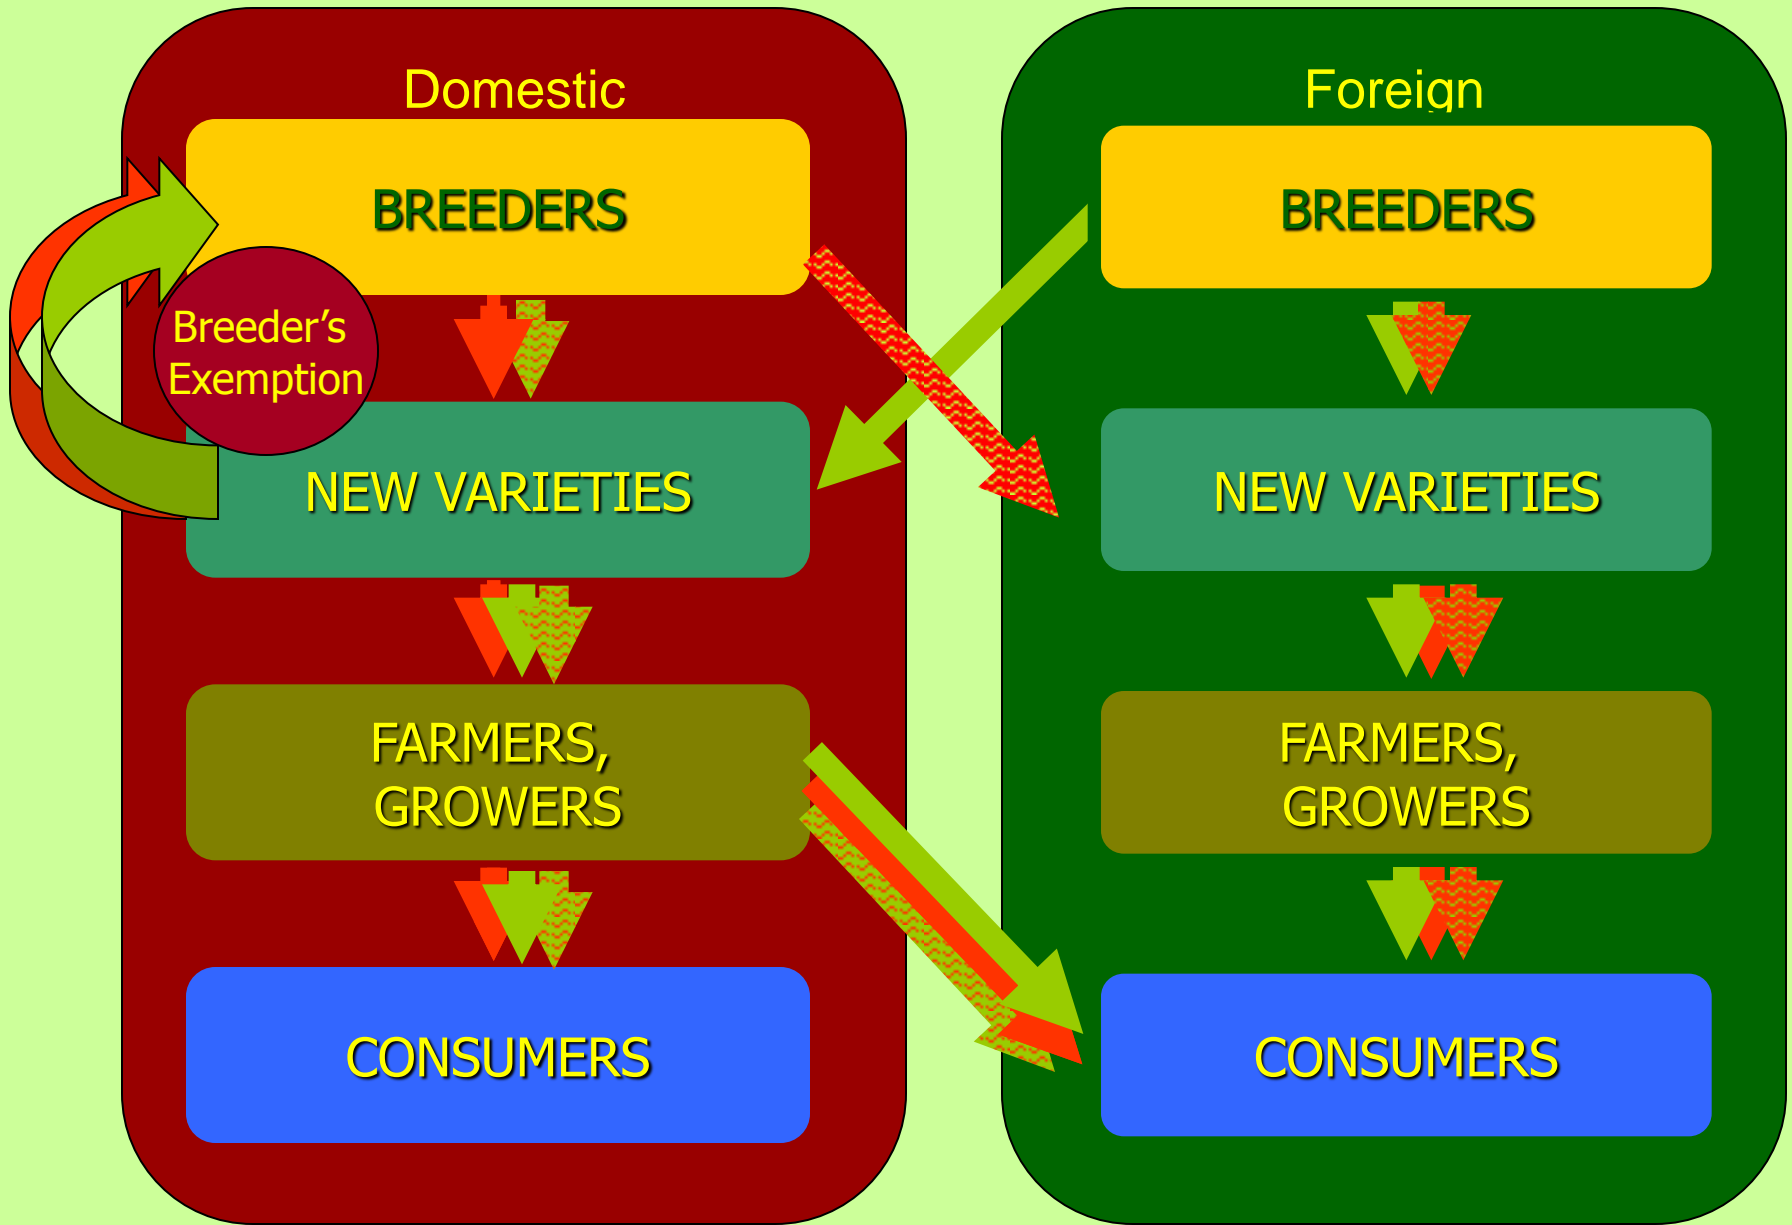 Domestic
Foreign
BREEDERS
BREEDERS
Breeder’s
Exemption
NEW VARIETIES
NEW VARIETIES
FARMERS,
GROWERS
FARMERS,
GROWERS
CONSUMERS
CONSUMERS